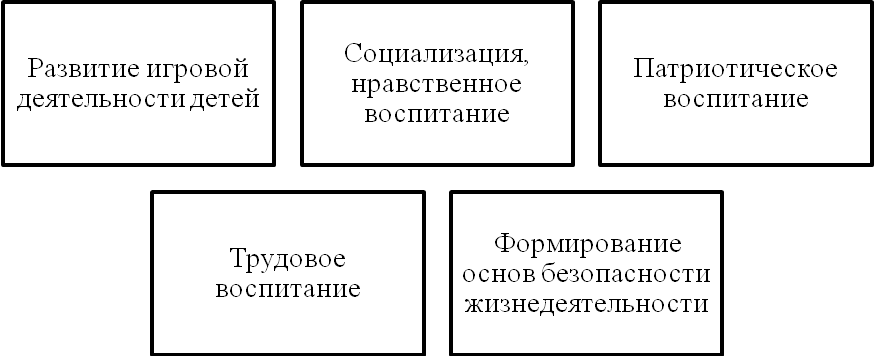 Развитие игровой
деятельности детей
Социализация,
нравственное
воспитание
Патриотическое
воспитание
Трудовое
воспитание
Формирование
основ безопасности
жизнедеятельности